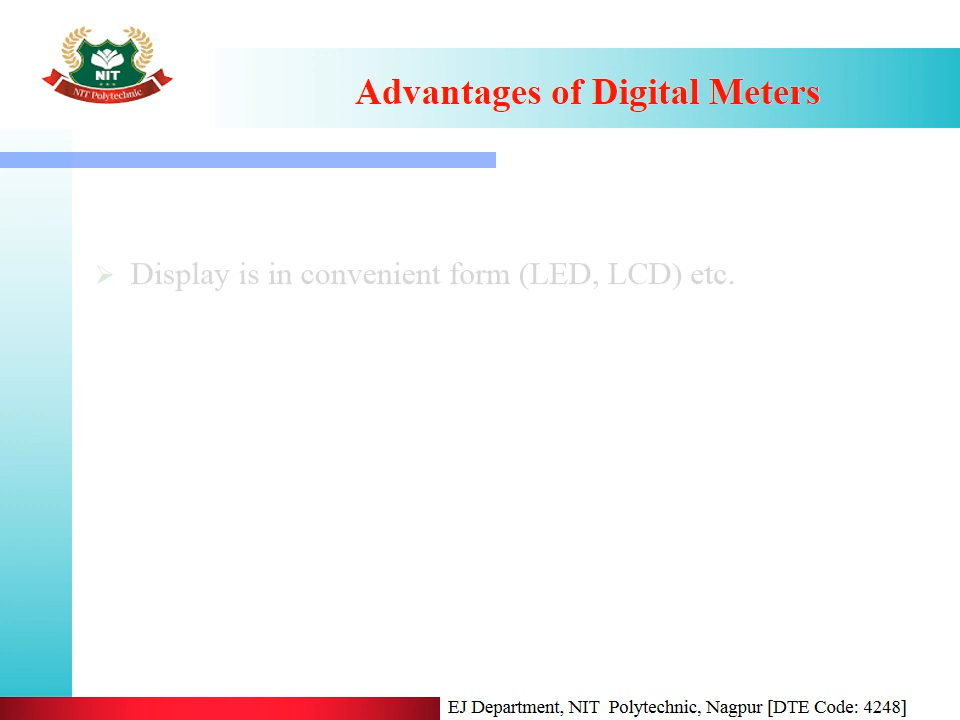 NIT
NIT Polytechnic
Advantages of Digital Meters
Display is in convenient form (LED, LCD) etc.
EJ Department, NIT Polytechnic, Nagpur [DTE Code: 4248]